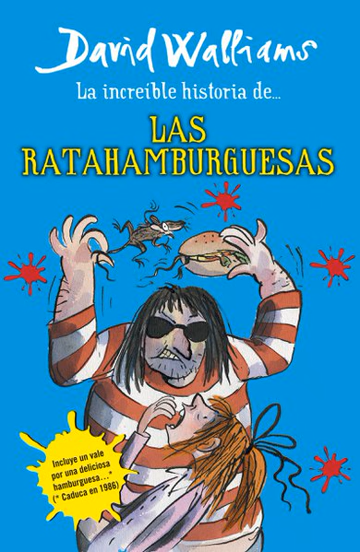 David Walliams
La increíble historia de...
LAS
RATAHAMBURGUESAS
Incluye un vale
por una deliciosa
hamburguesa...*
(* Caduca en 1986)